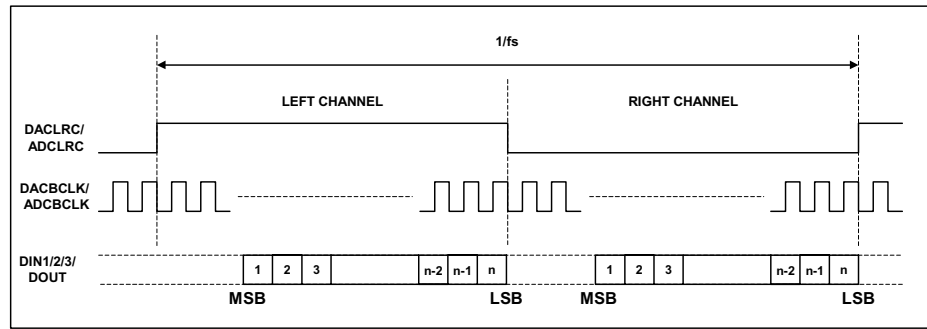 1/fs
LEFT CHANNEL
RIGHT CHANNEL
DACLRC/
ADCLRC
DACBCLK/
ADCBCLK
DIN1/2/3/
DOUT
1 2 3 n-2 n-1 n 1 2 3 n-2 n-1 n
MSB LSB MSB LSB